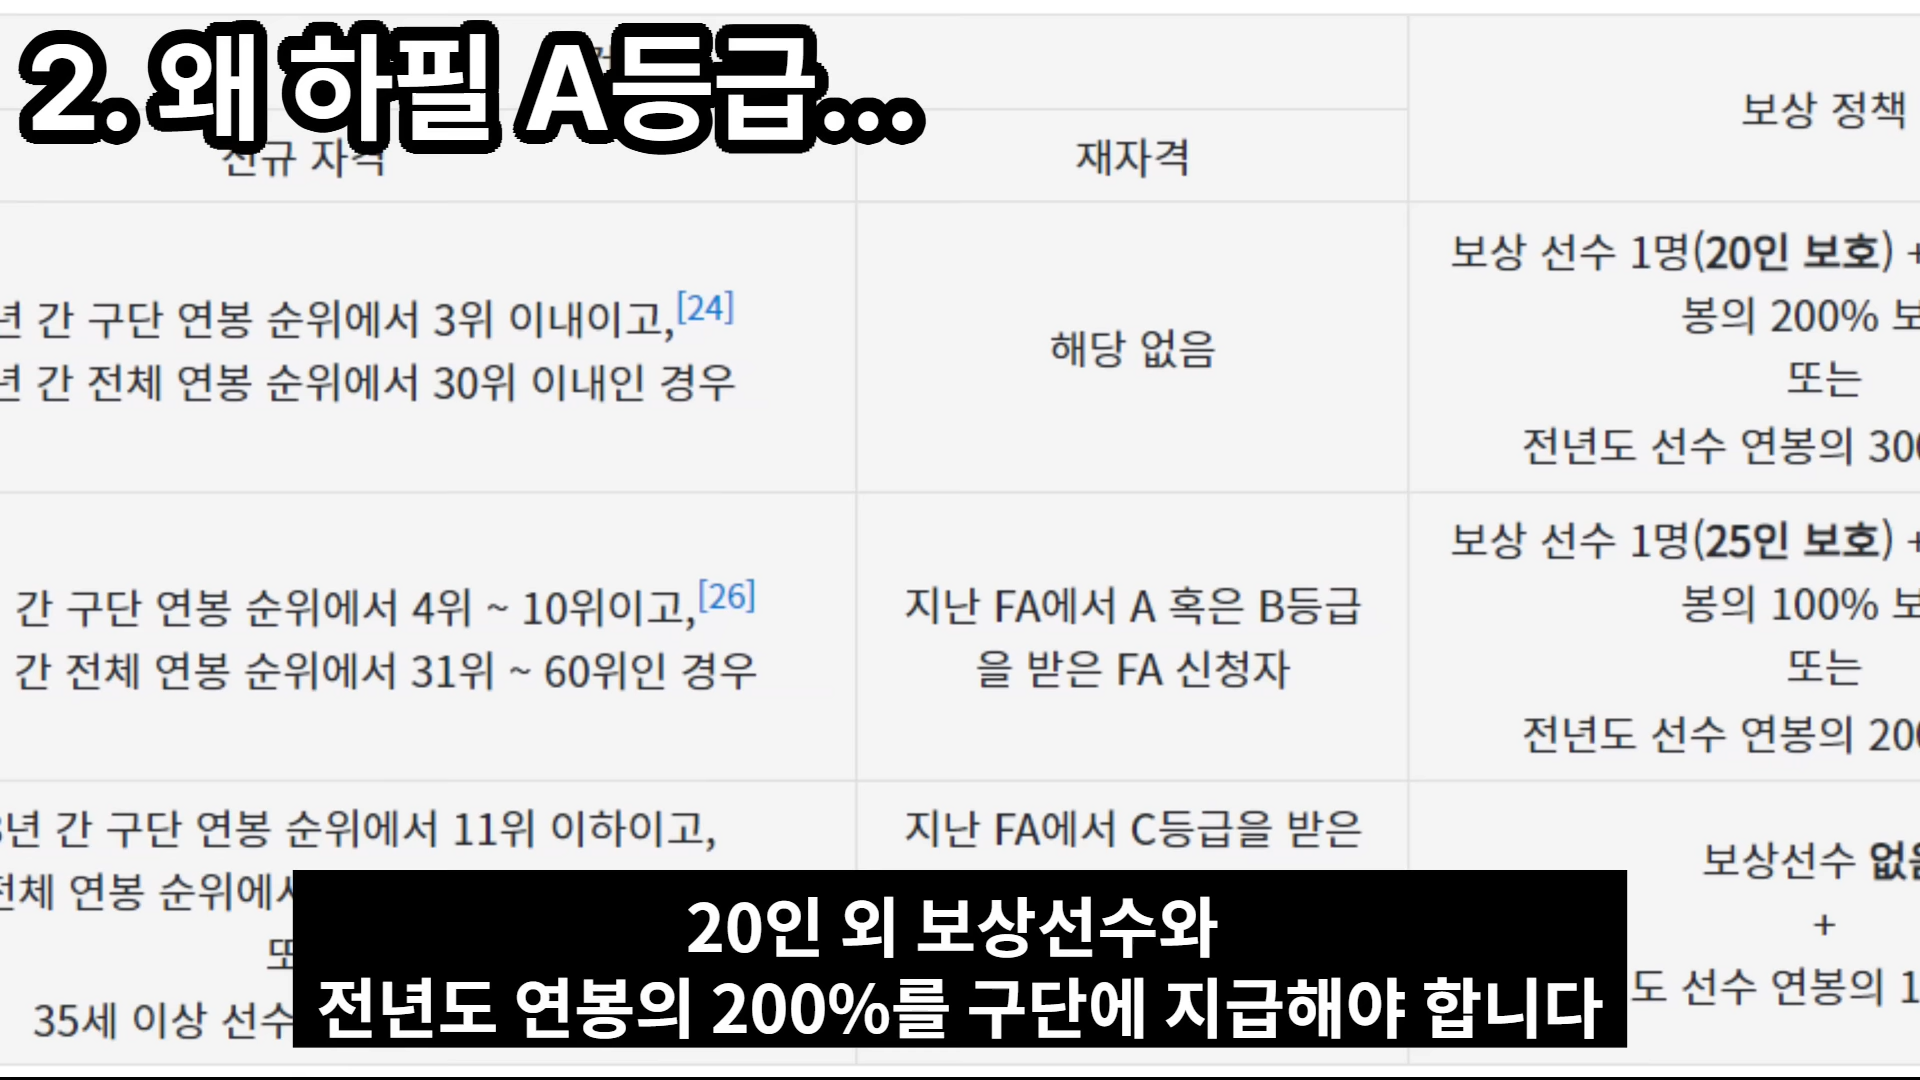 2. 왜 하필 A등급...
신규 자격
재자격
보상 정책
년 간 구단 연봉 순위에서 3위 이내이고,[24]
년 간 전체 연봉 순위에서 30위 이내인 경우
해당 없음
보상 선수 1명(20인 보호) +
봉의 200% 보
또는
전년도 선수 연봉의 300
간 구단 연봉 순위에서 4위 ~ 10위이고,[26]
간 전체 연봉 순위에서 31위 ~ 60위인 경우
지난 FA에서 A 혹은 B등급
을 받은 FA 신청자
보상 선수 1명(25인 보호) +
봉의 100% 보
또는
전년도 선수 연봉의 200
년 간 구단 연봉 순위에서 11위 이하이고,
전체 연봉 순위에서
35세 이상 선수
지난 FA에서 C등급을 받은
보상선수 없음
+
도 선수 연봉의 1
20인 외 보상선수와
전년도 연봉의 200%를 구단에 지급해야 합니다